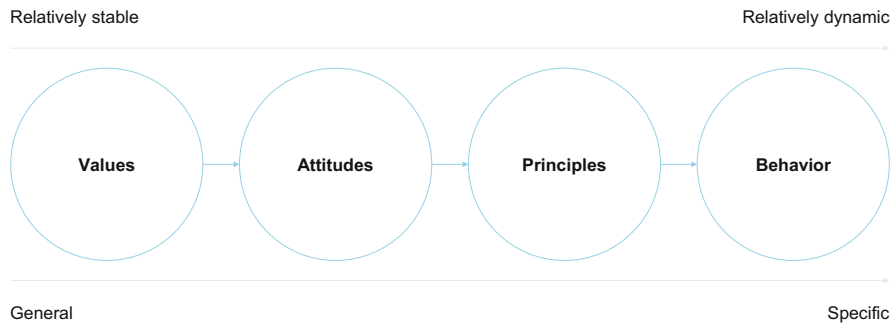 Relatively stable
Relatively dynamic
Values
Attitudes
Principles
Behavior
General
Specific